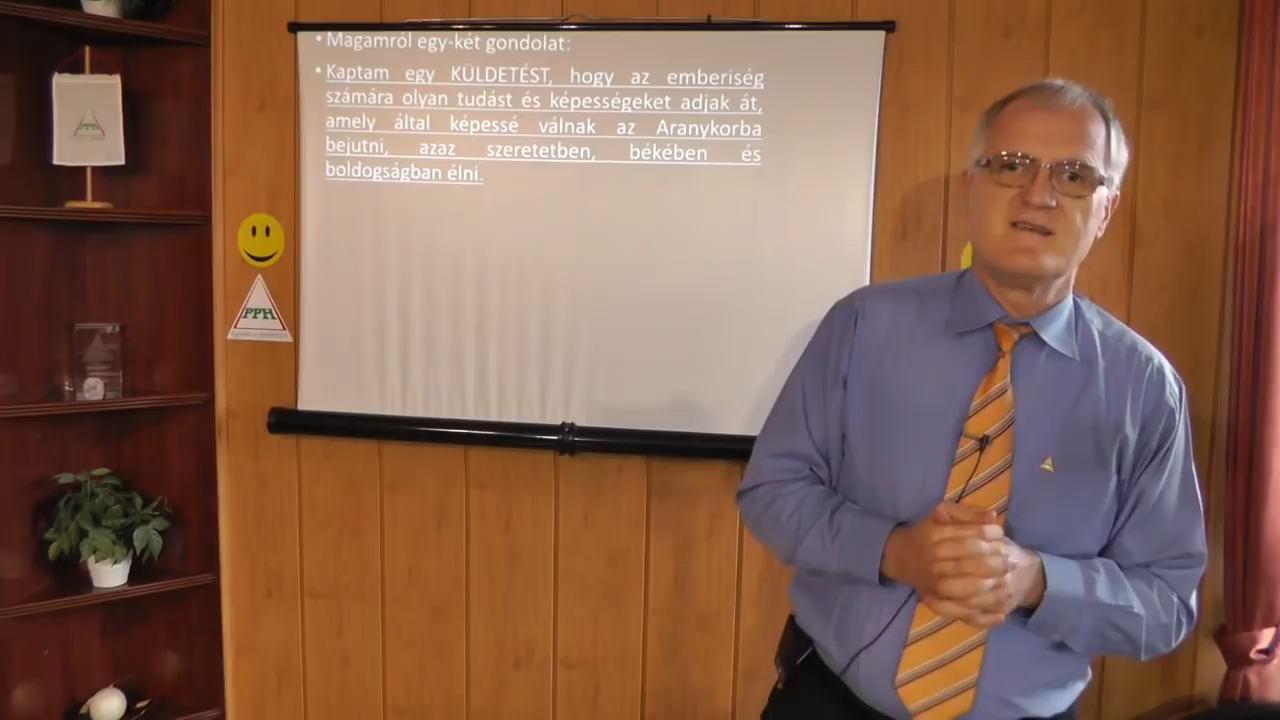 • Magamról egy-két gondolat:
• Kaptam egy KÜLDETÉST, hogy az emberiség
számára olyan tudást és képességeket adjak át,
amely által képessé válnak az Aranykorba
bejutni, azaz szeretetben, békében és
boldogságban élni.
PPH